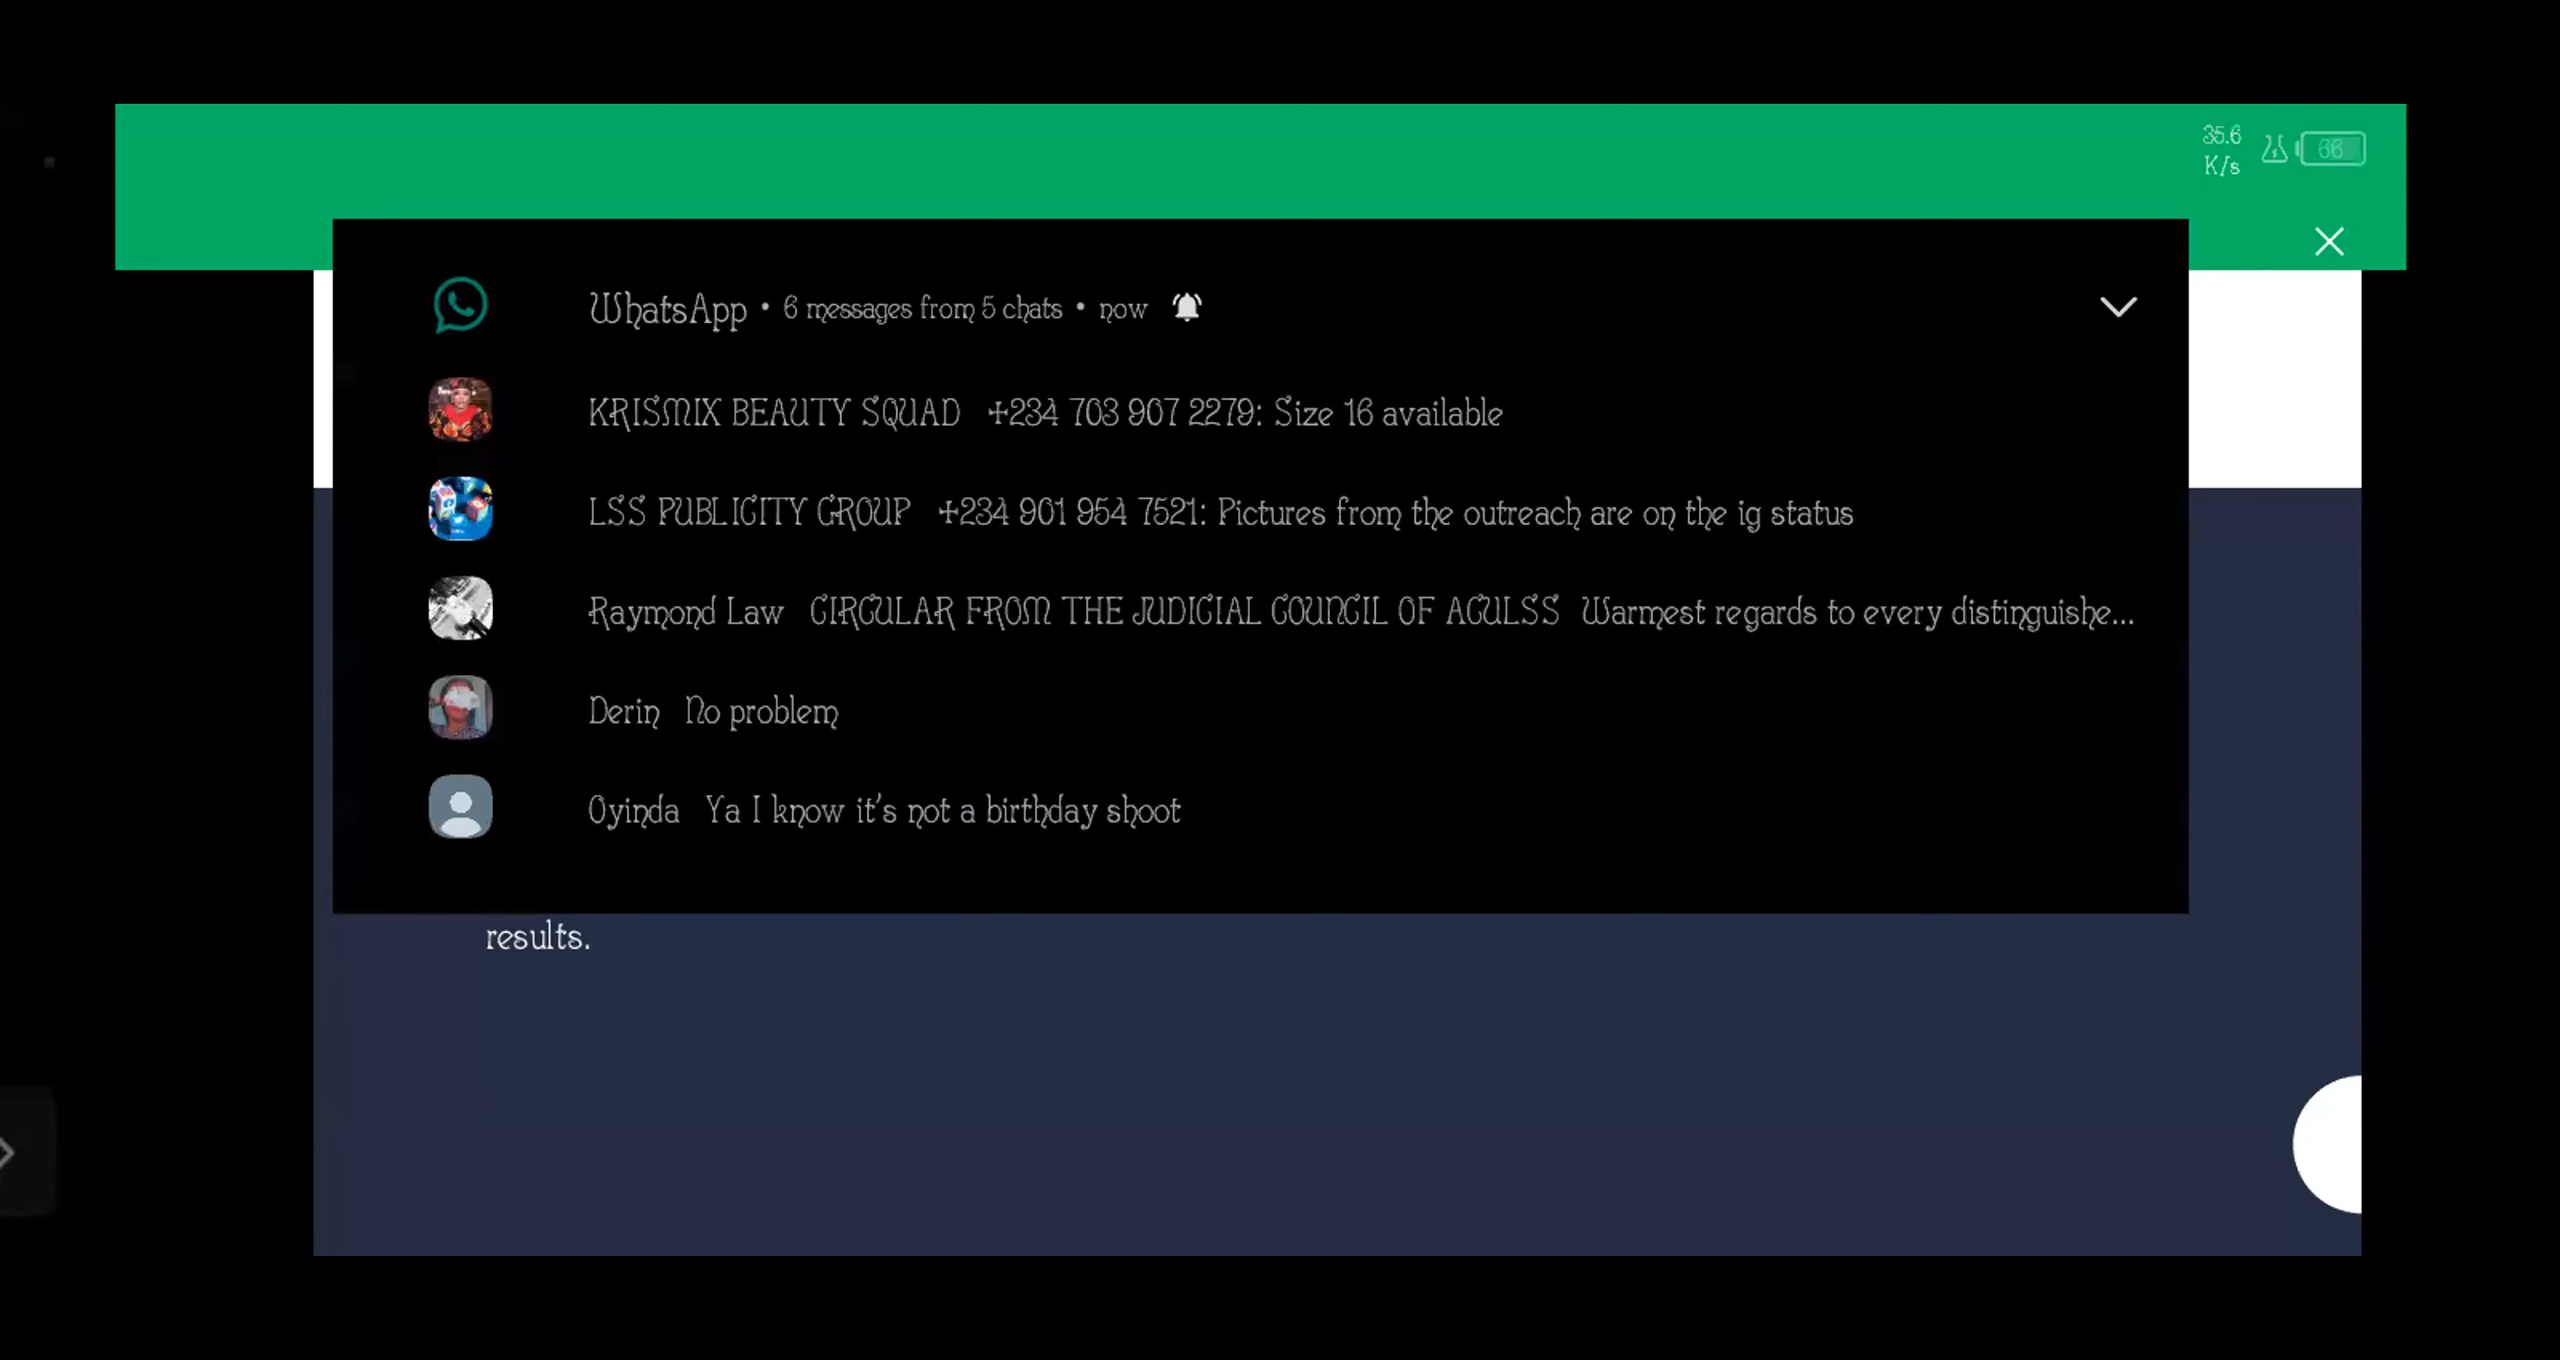 35.6
K/s
66
WhatsApp • 6 messages from 5 chats • now
KRISMIX BEAUTY SQUAD +234 703 907 2279: Size 16 available
LSS PUBLICITY GROUP +234 901 954 7521: Pictures from the outreach are on the ig status
Raymond Law CIRCULAR FROM THE JUDICIAL COUNCIL OF ACULSS Warmest regards to every distinguishe...
Derin No problem
Oyinda Ya I know it's not a birthday shoot
results.